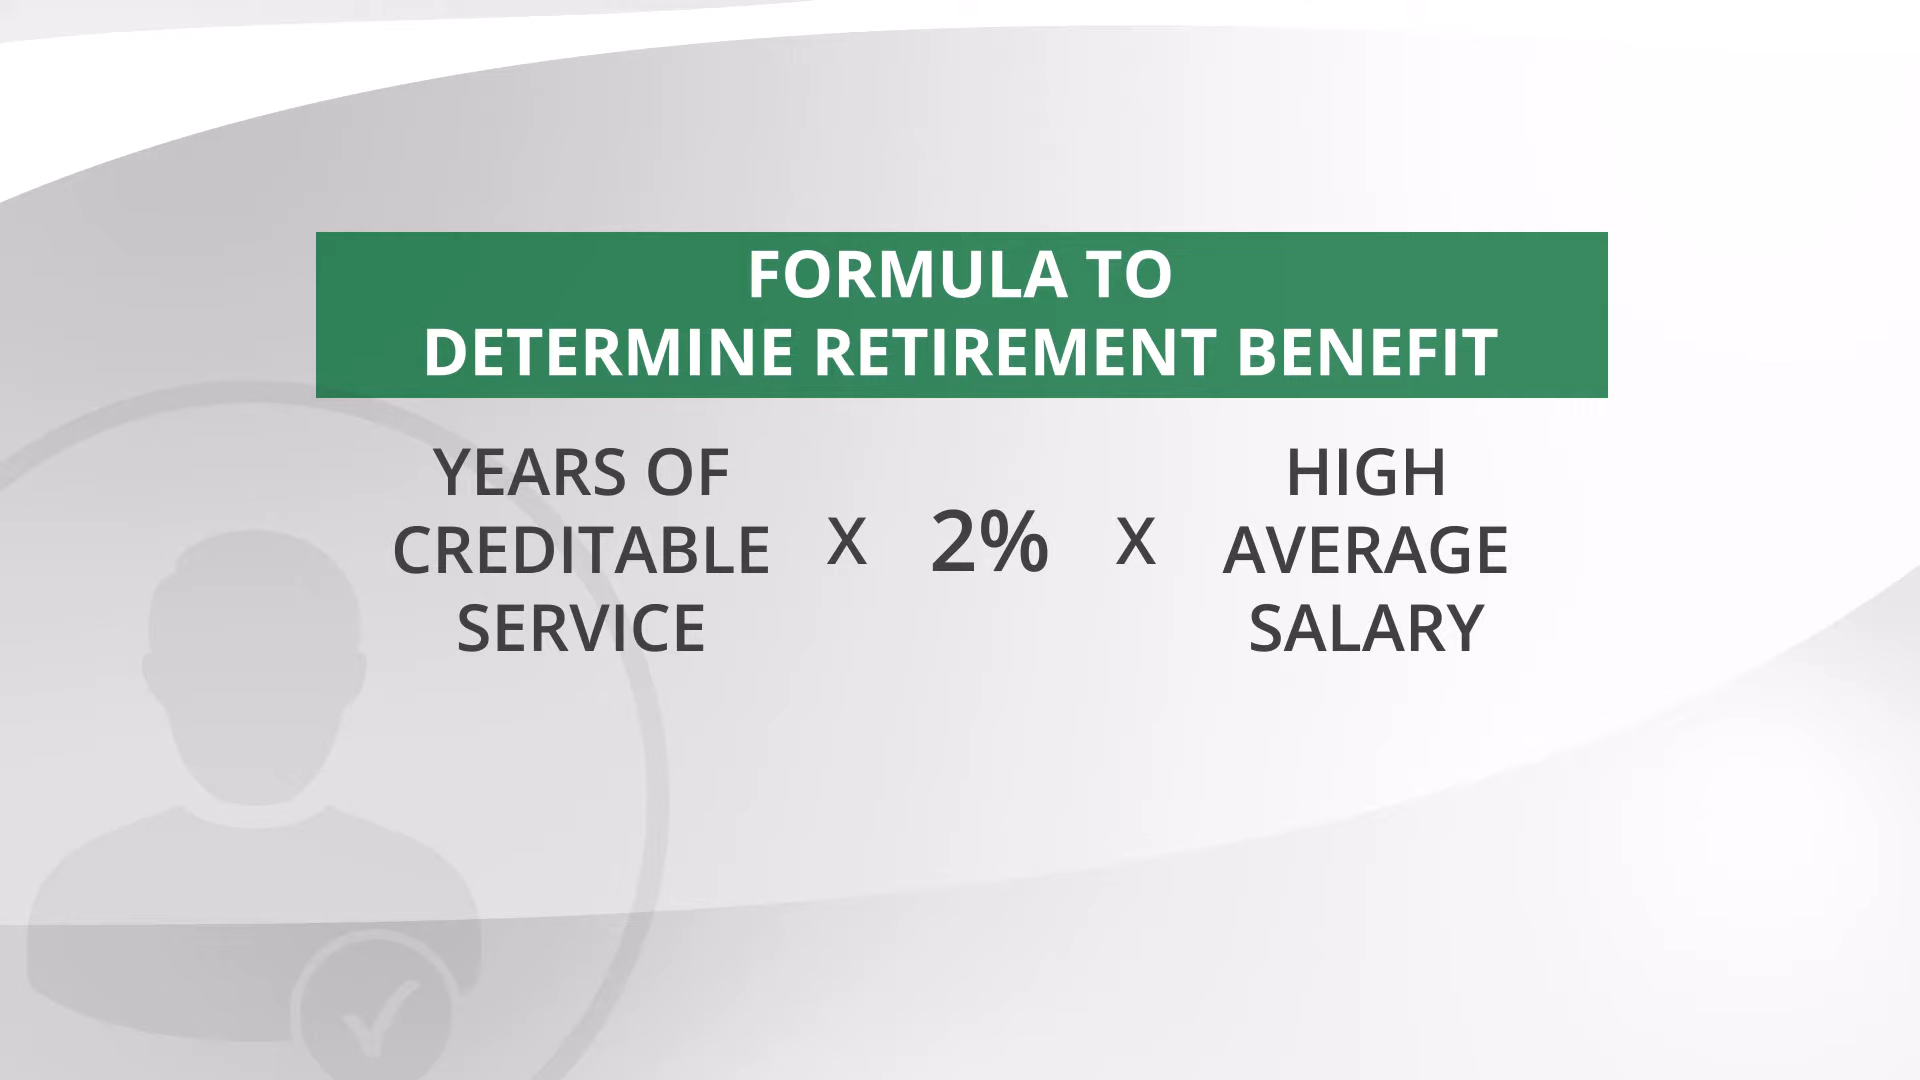 FORMULA TO
DETERMINE RETIREMENT BENEFIT
YEARS OF
CREDITABLE
SERVICE
X
2%
X
HIGH
AVERAGE
SALARY